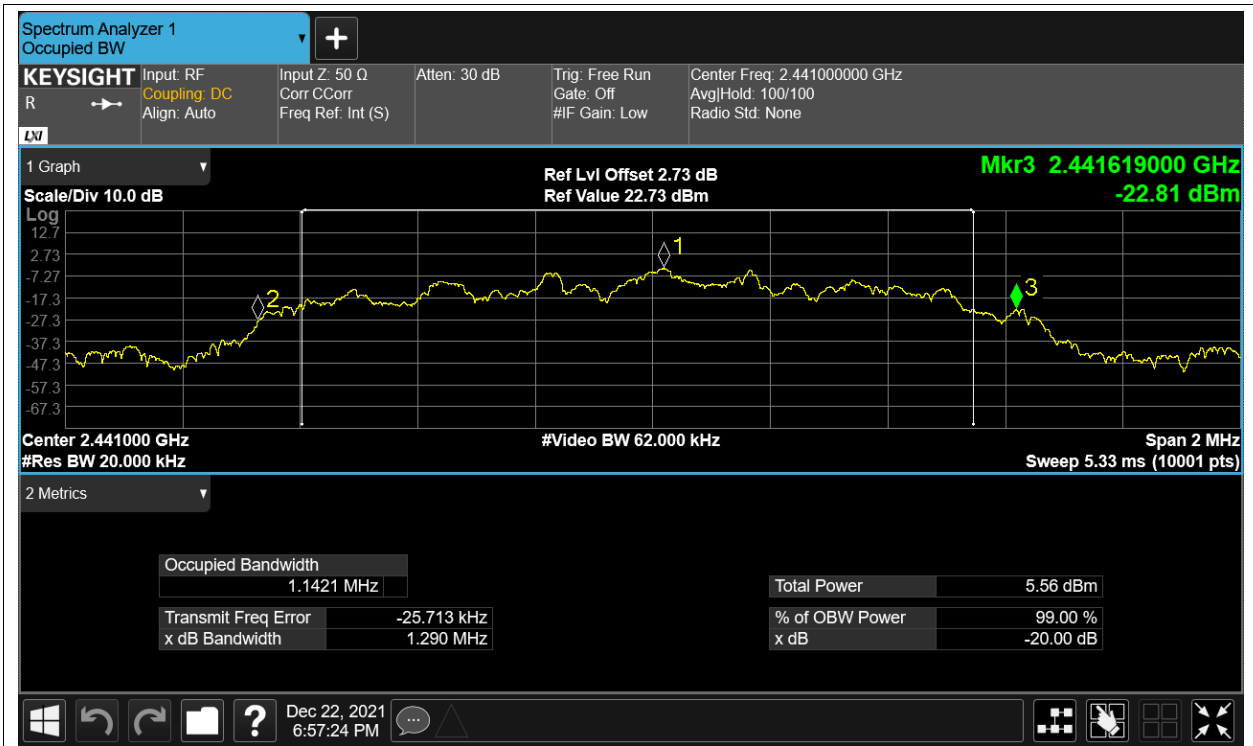 Spectrum Analyzer 1
Occupied BW
KEYSIGHT
R
LXI
Input: RF
Coupling: DC
Align: Auto
Input Z: 50 Ω
Corr CCorr
Freq Ref: Int (S)
Atten: 30 dB
Trig: Free Run
Gate: Off
#IF Gain: Low
Center Freq: 2.441000000 GHz
Avg|Hold: 100/100
Radio Std: None
1 Graph
Scale/Div 10.0 dB
Ref Lvl Offset 2.73 dB
Ref Value 22.73 dBm
Mkr3 2.441619000 GHz
-22.81 dBm
Log
12.7
2.73
-7.27
-17.3
-27.3
-37.3
-47.3
-57.3
-67.3
1
2
3
Center 2.441000 GHz
#Res BW 20.000 kHz
#Video BW 62.000 kHz
Span 2 MHz
Sweep 5.33 ms (10001 pts)
2 Metrics
Occupied Bandwidth
1.1421 MHz
Transmit Freq Error -25.713 kHz
x dB Bandwidth 1.290 MHz
Total Power 5.56 dBm
% of OBW Power 99.00 %
x dB -20.00 dB
?
Dec 22, 2021
6:57:24 PM